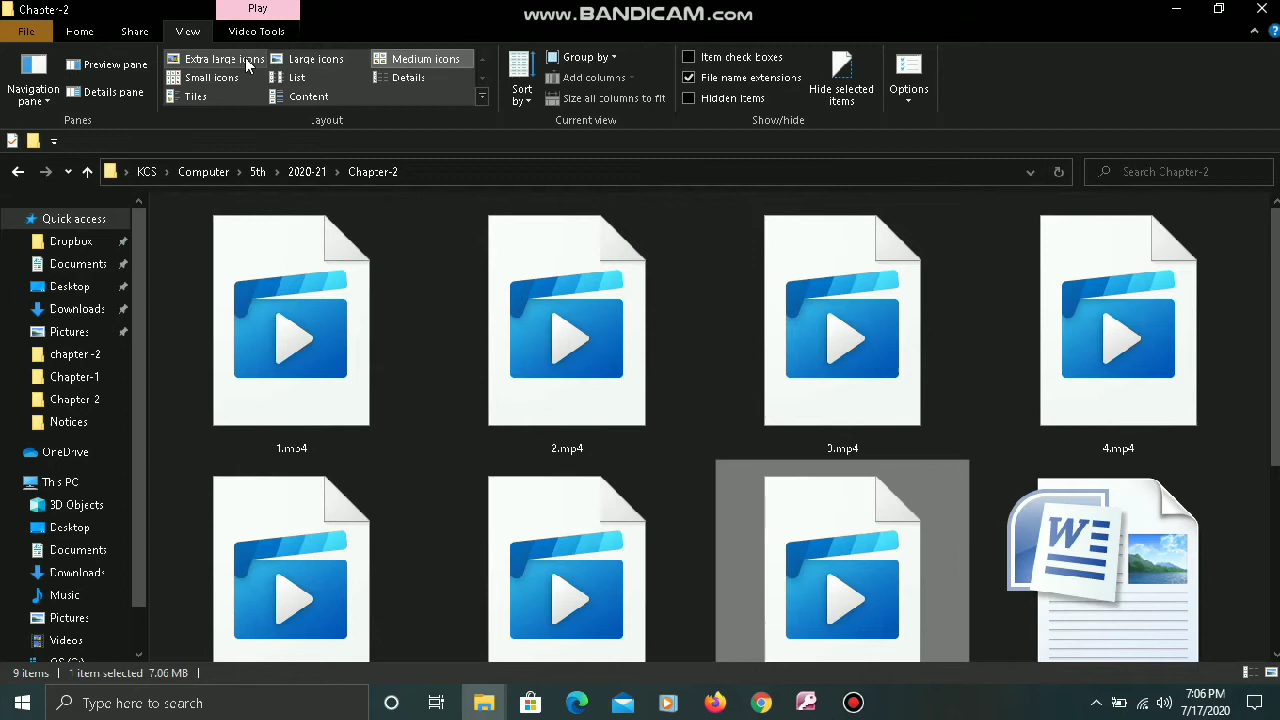 Chapter-2
Play
www.BANDICAM.com
File
Home
Share
View
Video Tools
Navigation pane
Preview pane
Details pane
Extra large icons
Large icons
Medium icons
Small icons
List
Details
Tiles
Content
Sort by
Group by
Add columns
Size all columns to fit
Item check boxes
File name extensions
Hidden items
Hide selected items
Options
Panes
Layout
Current view
Show/hide
KCS
Computer
5th
2020-21
Chapter-2
Search Chapter-2
Quick access
Dropbox
Documents
Desktop
Downloads
Pictures
chapter -2
Chapter-1
Chapter-2
Notices
OneDrive
This PC
3D Objects
Desktop
Documents
Downloads
Music
Pictures
Videos
1.mp4
2.mp4
3.mp4
4.mp4
W
9 items
1 item selected 7.06 MB
Type here to search
7:06 PM
7/17/2020